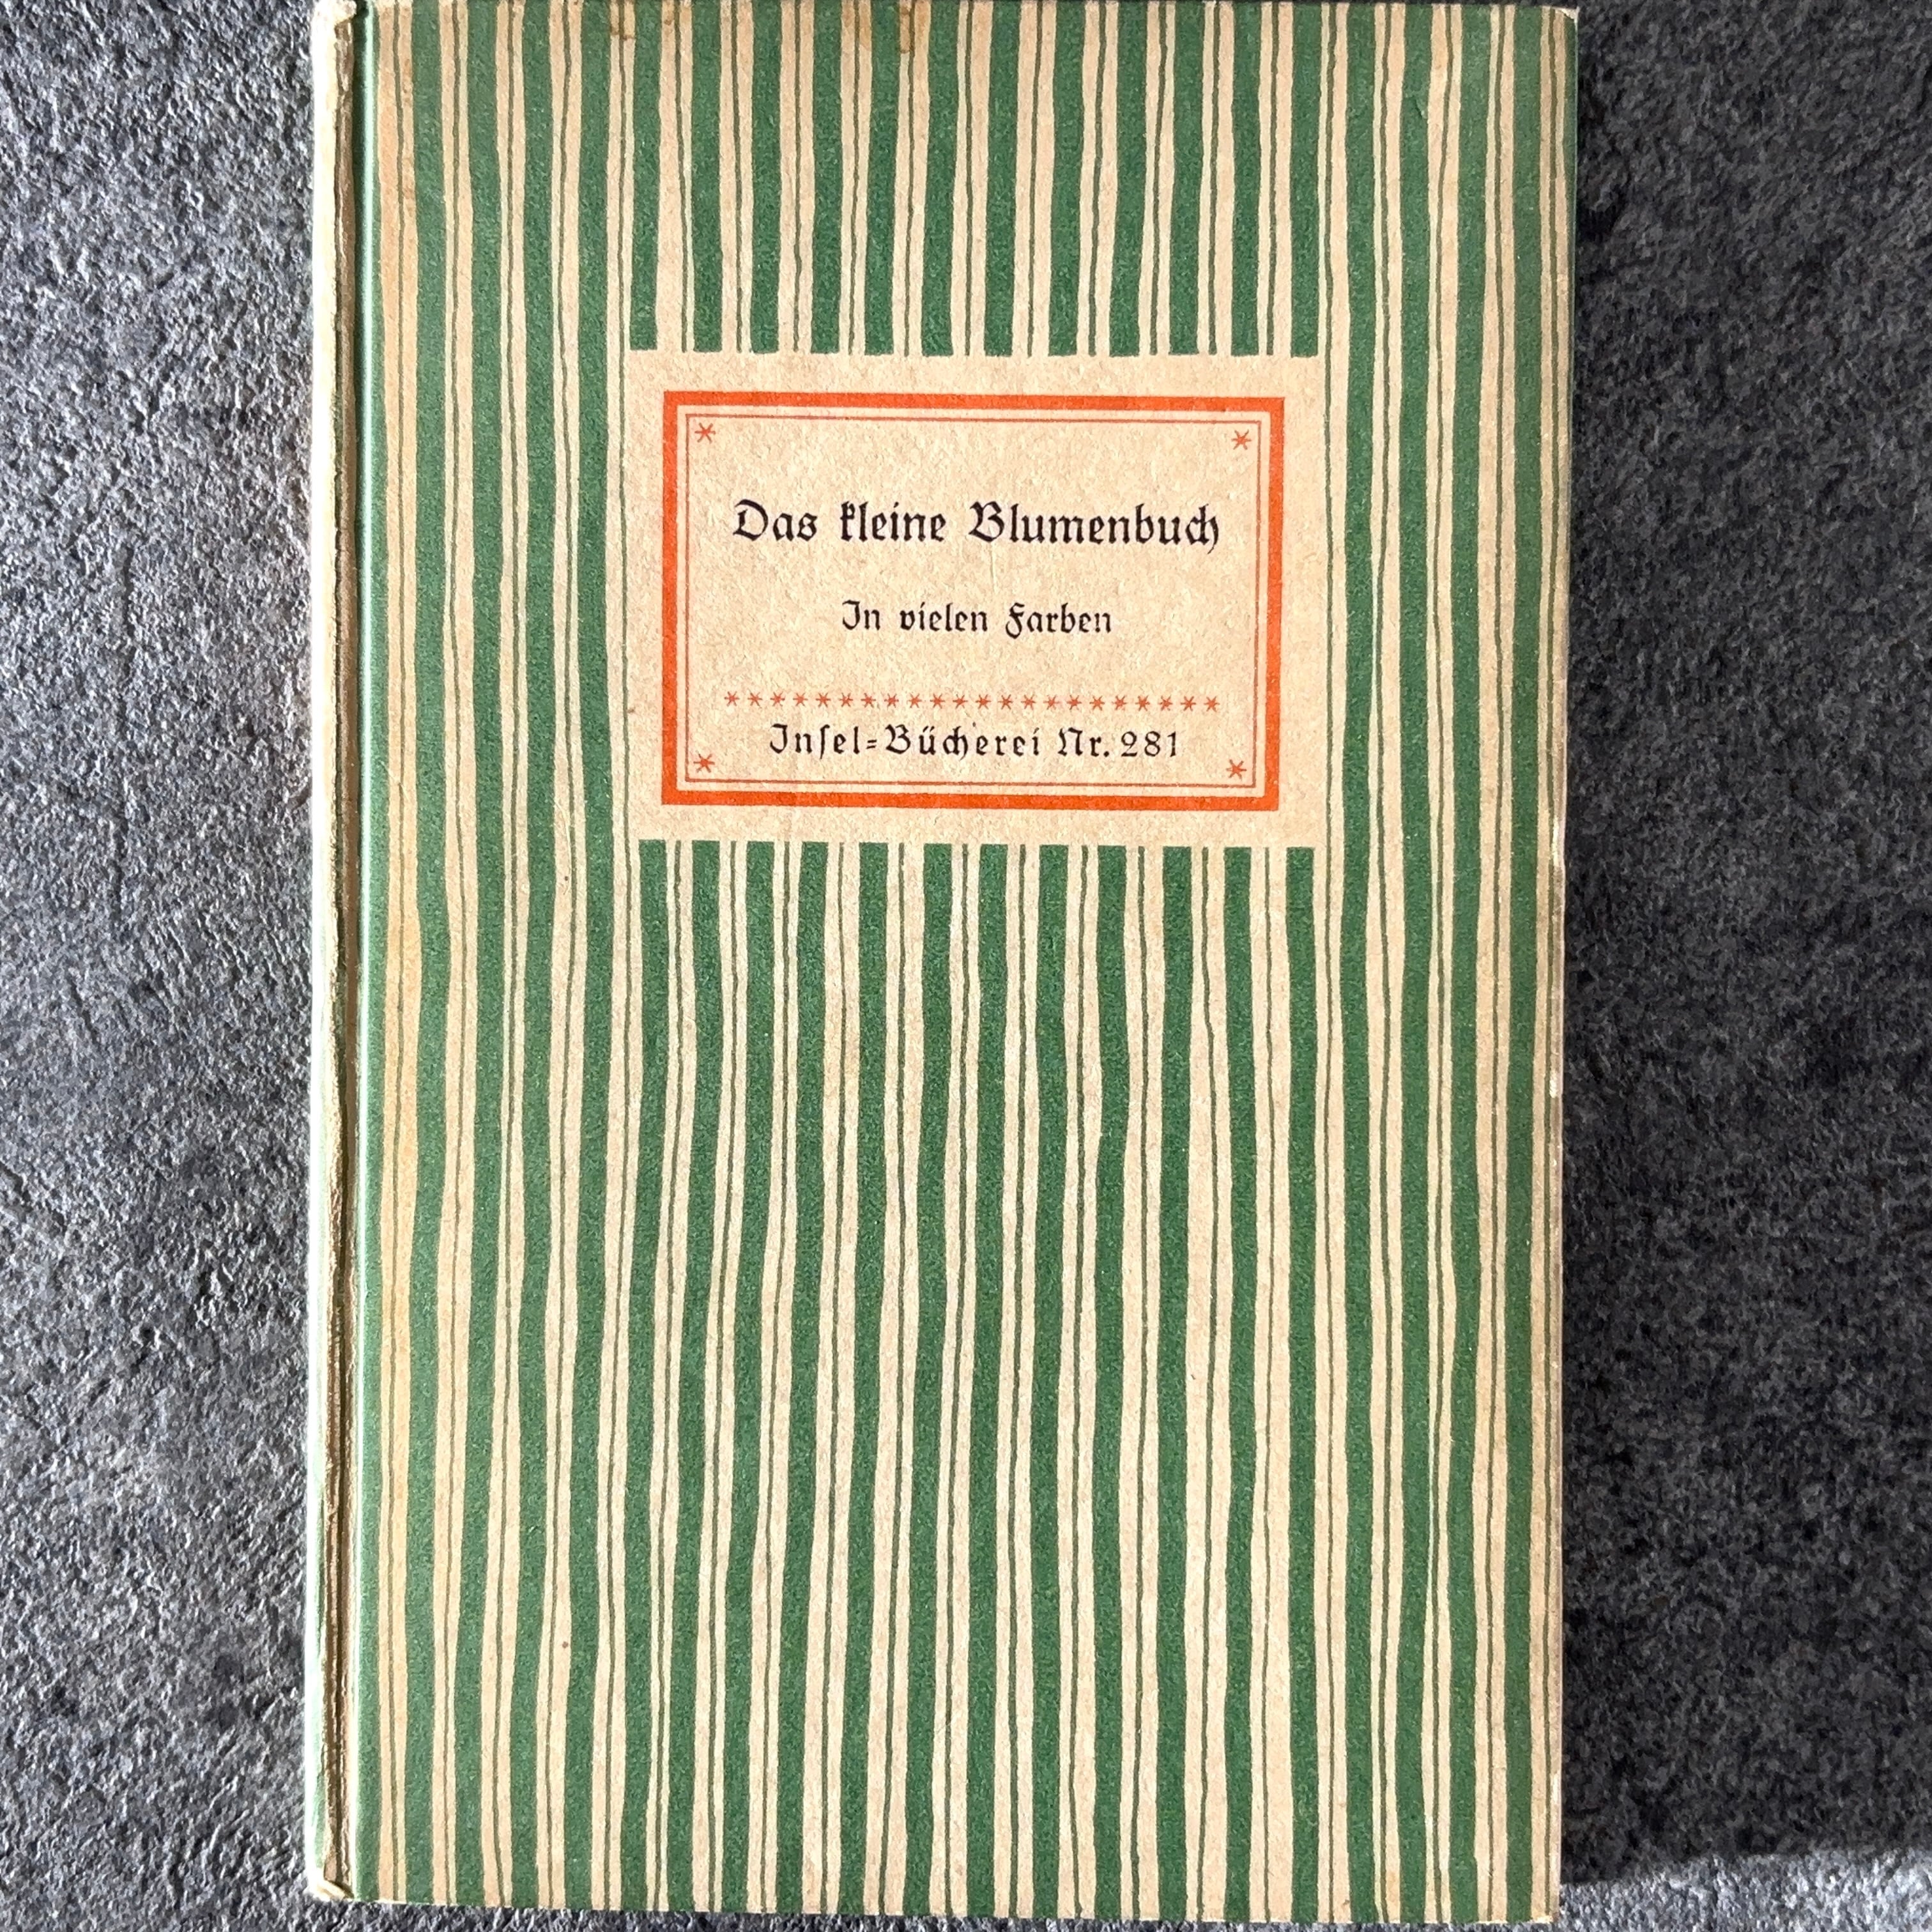 Das kleine Blumenbuch
In vielen Farben
Inſel-Bücherei Nr. 281